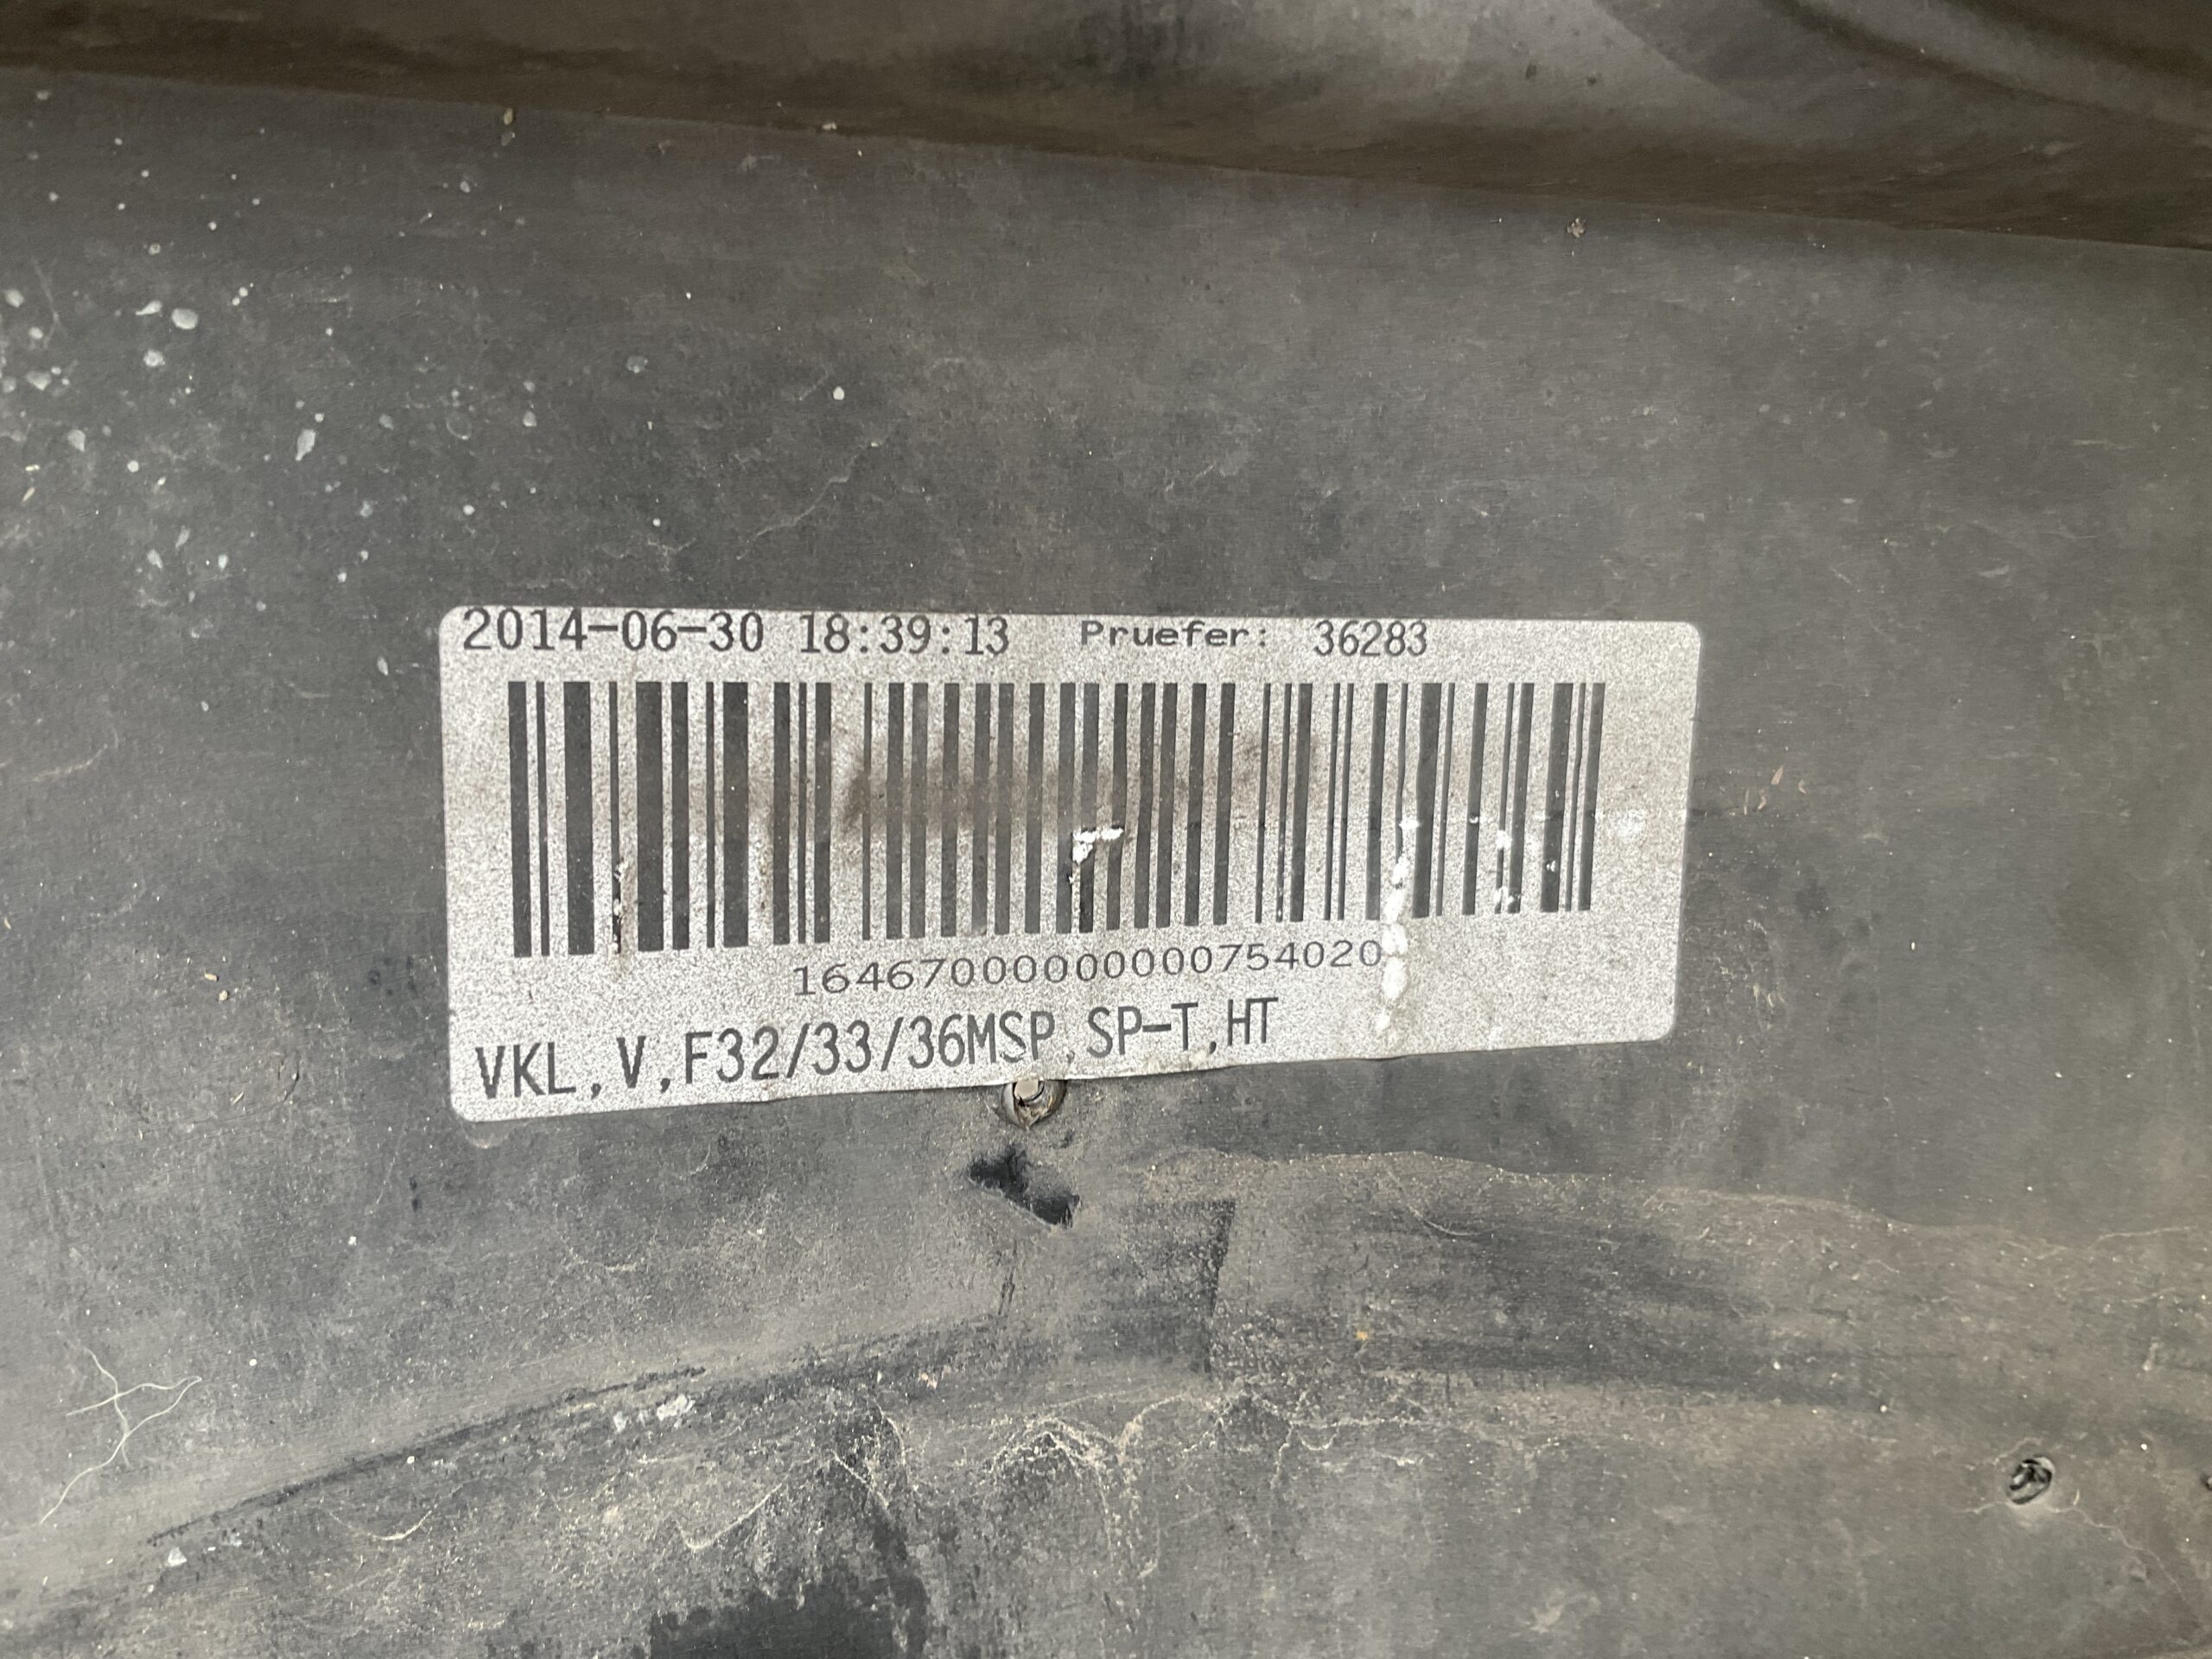 2014-06-30 18:39:13 Pruefer: 36283
16467000000000754020
VKL,V,F32/33/36MSP,SP-T,HT